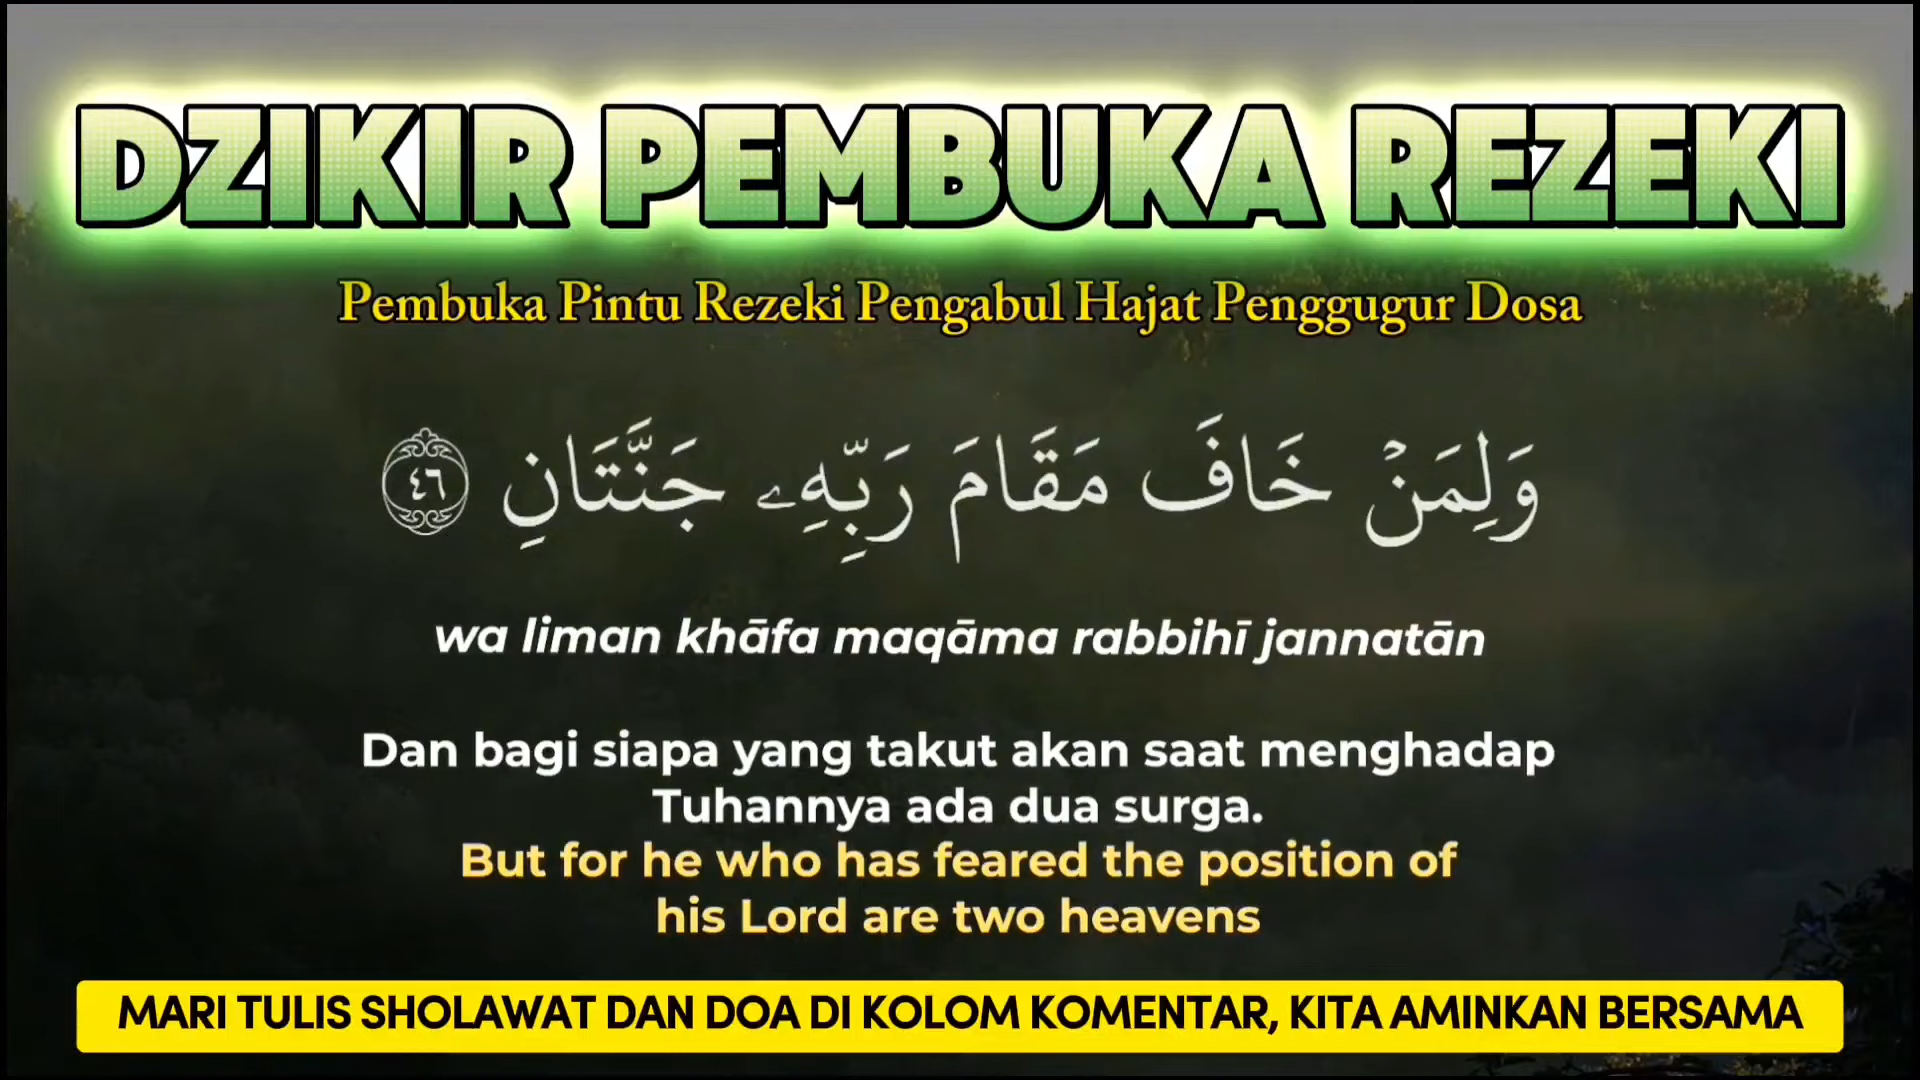 DZIKIR PEMBUKA REZEKI
Pembuka Pintu Rezeki Pengabul Hajat Penggugur Dosa
وَلِمَنْ خَافَ مَقَامَ رَبِّهِۦ جَنَّتَانِ ٤٦
wa liman khāfa maqāma rabbihī jannatān
Dan bagi siapa yang takut akan saat menghadap
Tuhannya ada dua surga.
But for he who has feared the position of
his Lord are two heavens
MARI TULIS SHOLAWAT DAN DOA DI KOLOM KOMENTAR, KITA AMINKAN BERSAMA